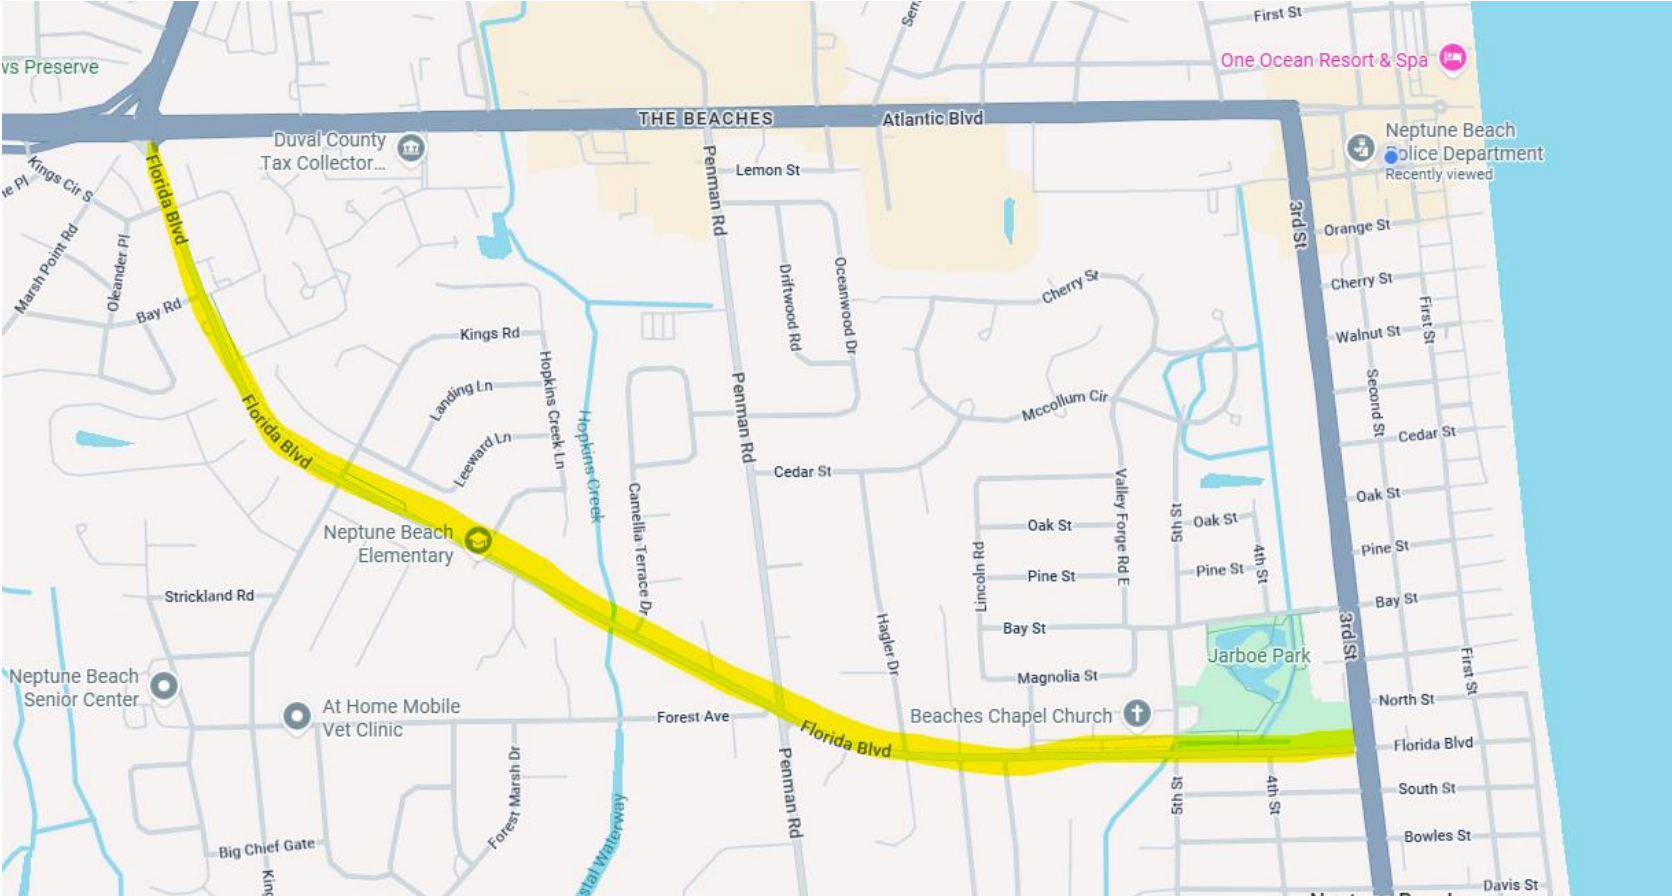 First St
Sem
ws Preserve
One Ocean Resort & Spa
THE BEACHES
Atlantic Blvd
Duval County
Tax Collector...
Neptune Beach
Police Department
Recently viewed
Kings Cir S
ne Pl
Florida Blvd
Penman Rd
Lemon St
3rd St
Orange St
Marsh Point Rd
Oleander Pl
Bay Rd
Driftwood Rd
Oceanwood Dr
Cherry St
Cherry St
First St
Walnut St
Kings Rd
Hopkins Creek Ln
Landing Ln
Leeward Ln
Hopkins Creek
Penman Rd
Mccollum Cir
Second St
Cedar St
Florida Blvd
Cedar St
Camellia Terrace Dr
Valley Forge Rd E
Oak St
Oak St
5th St
Oak St
Neptune Beach
Elementary
Lincoln Rd
Pine St
Pine St
4th St
Pine St
Strickland Rd
Bay St
Hagler Dr
Bay St
3rd St
Jarboe Park
First St
Neptune Beach
Senior Center
Magnolia St
North St
At Home Mobile
Vet Clinic
Forest Ave
Beaches Chapel Church
Florida Blvd
Florida Blvd
Forest Marsh Dr
Penman Rd
5th St
4th St
South St
Bowles St
Big Chief Gate
stal Waterway
King
Davis St